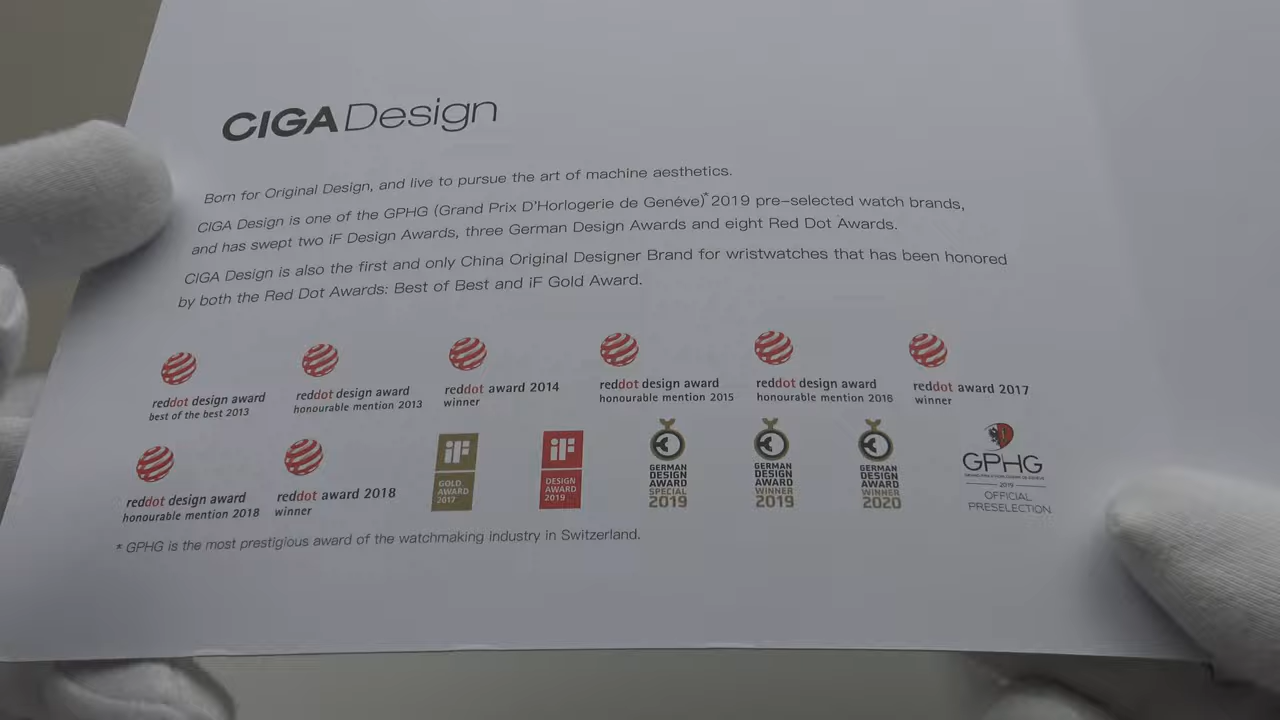 CIGA Design
Born for Original Design, and live to pursue the art of machine aesthetics.
CIGA Design is one of the GPHG (Grand Prix D'Horlogerie de Genéve)* 2019 pre-selected watch brands,
and has swept two iF Design Awards, three German Design Awards and eight Red Dot Awards.
CIGA Design is also the first and only China Original Designer Brand for wristwatches that has been honored
by both the Red Dot Awards: Best of Best and iF Gold Award.
reddot design award
best of the best 2013
reddot design award
honourable mention 2013
reddot award 2014
winner
reddot design award
honourable mention 2015
reddot design award
honourable mention 2016
reddot award 2017
winner
reddot design award
honourable mention 2018
reddot award 2018
winner
iF
GOLD
AWARD
2017
iF
DESIGN
AWARD
2019
GERMAN
DESIGN
AWARD
SPECIAL
2019
GERMAN
DESIGN
AWARD
WINNER
2019
GERMAN
DESIGN
AWARD
WINNER
2020
GPHG
2019
OFFICIAL
PRESELECTION
* GPHG is the most prestigious award of the watchmaking industry in Switzerland.